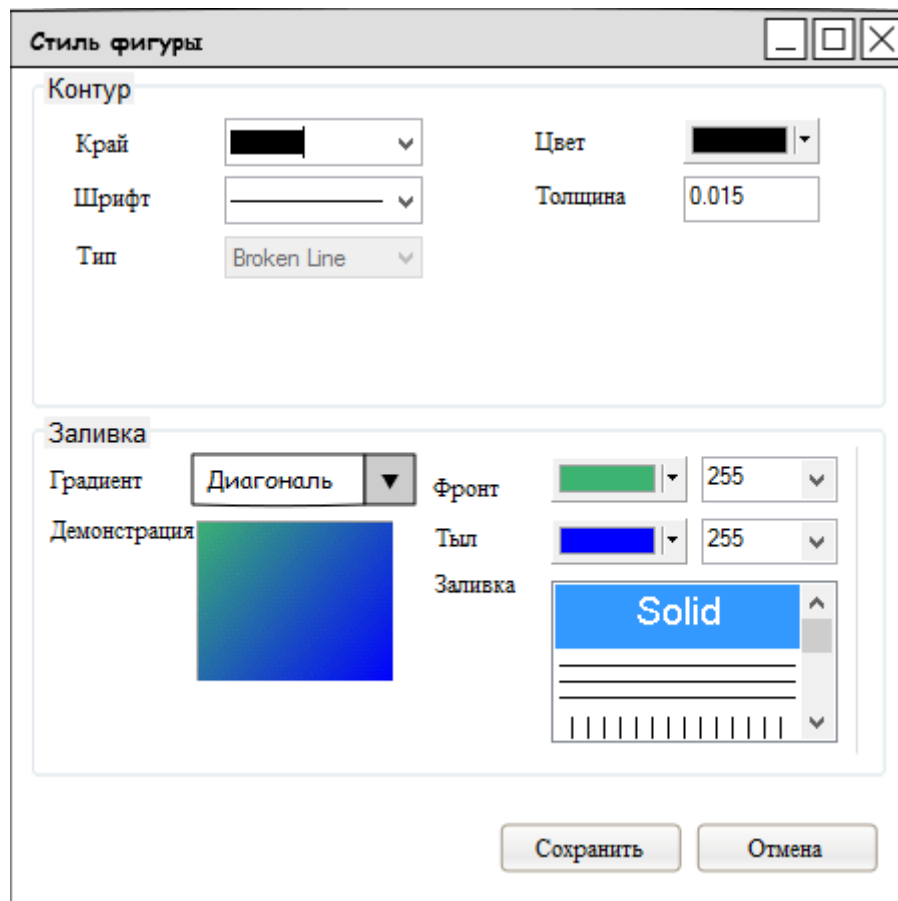 Стиль фигуры
Контур
Край
Цвет
Шрифт
Толщина 0.015
Тип Broken Line
Заливка
Градиент Диагональ
Фронт 255
Демонстрация
Тыл 255
Заливка
Solid
Сохранить Отмена